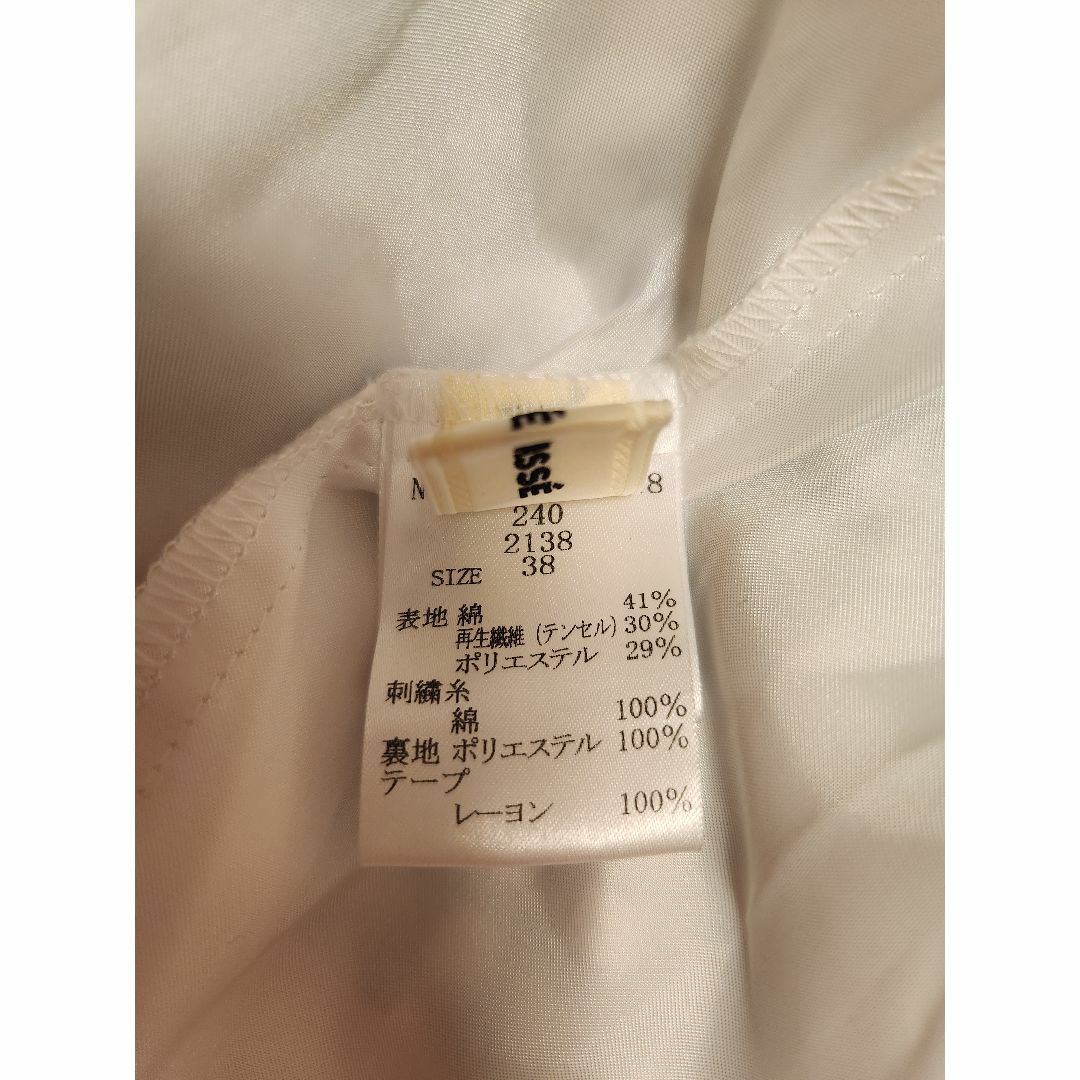 É
ISSÉ
240
2138
SIZE 38
表地 綿 41%
再生繊維 (テンセル) 30%
ポリエステル 29%
刺繍糸
綿 100%
裏地 ポリエステル 100%
テープ
レーヨン 100%